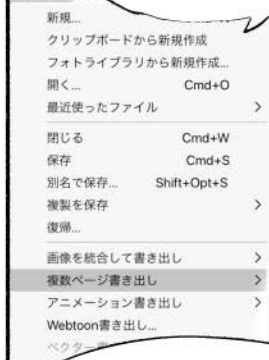 新規...
クリップボードから新規作成
フォトライブラリから新規作成...
開く... Cmd+O
最近使ったファイル >
閉じる Cmd+W
保存 Cmd+S
別名で保存... Shift+Opt+S
複製を保存 >
復帰...
画像を統合して書き出し >
複数ページ書き出し >
アニメーション書き出し >
Webtoon書き出し...
ベクター